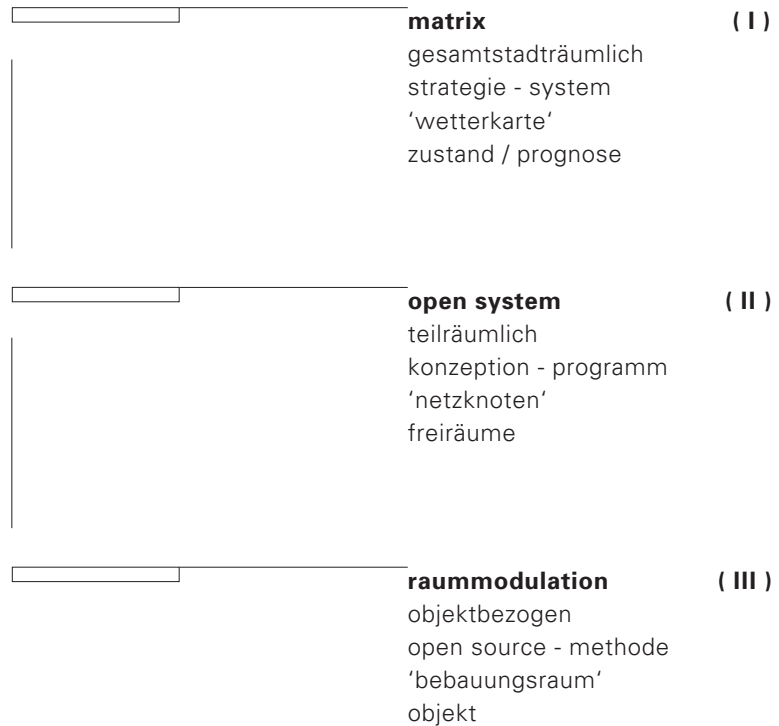 matrix ( I )
gesamtstadträumlich
strategie - system
‘wetterkarte‘
zustand / prognose
open system ( II )
teilräumlich
konzeption - programm
‘netzknoten‘
freiräume
raummodulation ( III )
objektbezogen
open source - methode
‘bebauungsraum‘
objekt